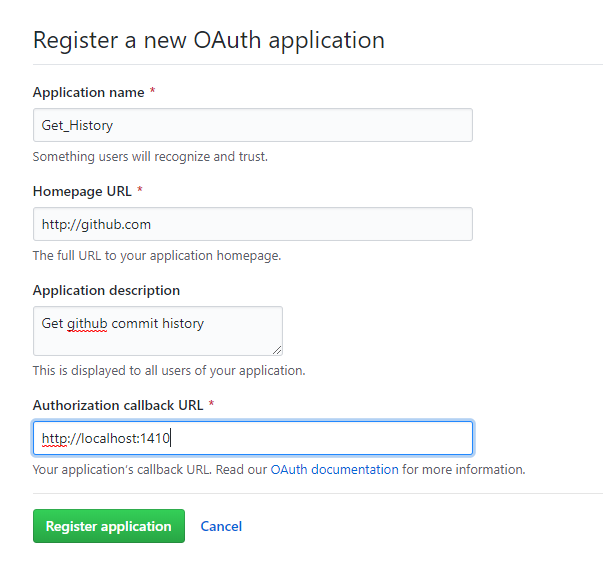 Register a new OAuth application
Application name *
Get_History
Something users will recognize and trust.
Homepage URL *
http://github.com
The full URL to your application homepage.
Application description
Get github commit history
This is displayed to all users of your application.
Authorization callback URL *
http://localhost:1410
Your application's callback URL. Read our OAuth documentation for more information.
Register application Cancel